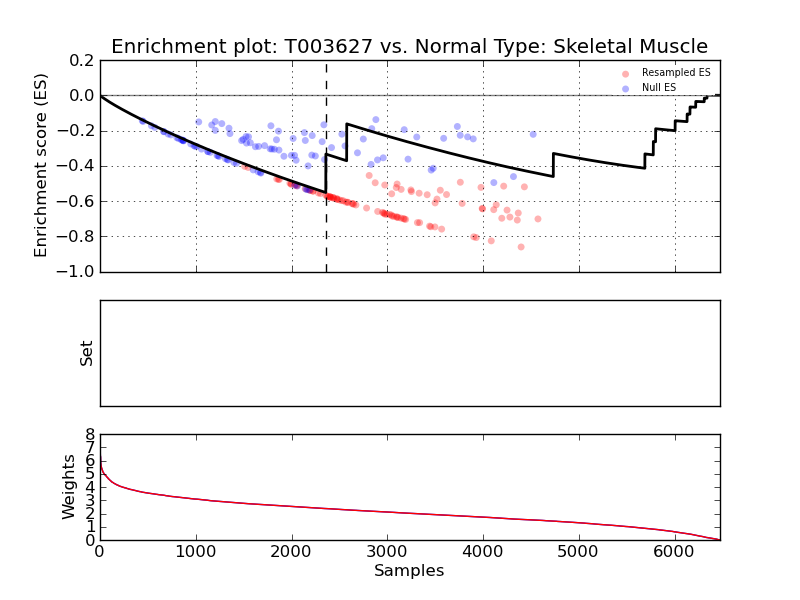 Enrichment plot: T003627 vs. Normal Type: Skeletal Muscle
Enrichment score (ES)
0.2
0.0
−0.2
−0.4
−0.6
−0.8
−1.0
Resampled ES
Null ES
Set
Weights
8
7
6
5
4
3
2
1
0
0 1000 2000 3000 4000 5000 6000
Samples